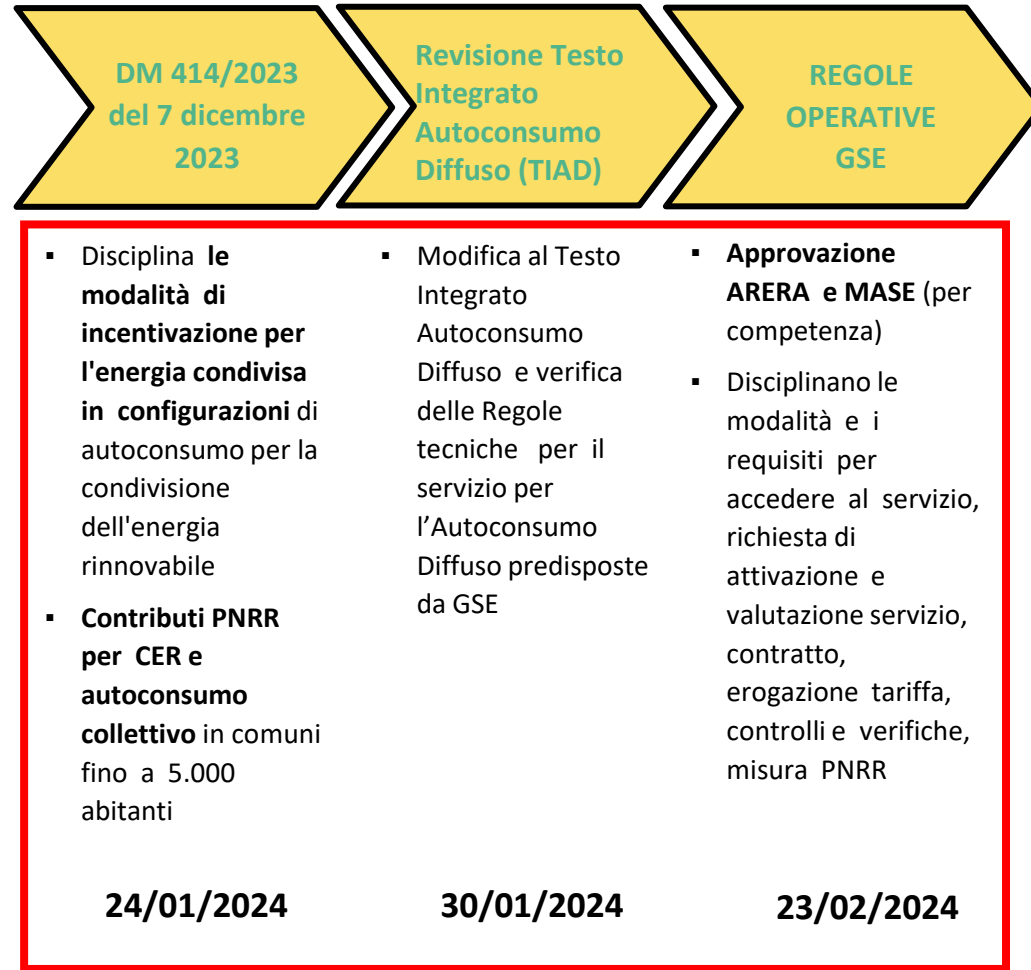 DM 414/2023
del 7 dicembre
2023
Revisione Testo
Integrato
Autoconsumo
Diffuso (TIAD)
REGOLE
OPERATIVE
GSE
▪ Disciplina le
modalità di
incentivazione per
l'energia condivisa
in configurazioni di
autoconsumo per la
condivisione
dell'energia
rinnovabile
▪ Contributi PNRR
per CER e
autoconsumo
collettivo in comuni
fino a 5.000
abitanti
24/01/2024
▪ Modifica al Testo
Integrato
Autoconsumo
Diffuso e verifica
delle Regole
tecniche per il
servizio per
l’Autoconsumo
Diffuso predisposte
da GSE
30/01/2024
▪ Approvazione
ARERA e MASE (per
competenza)
▪ Disciplinano le
modalità e i
requisiti per
accedere al servizio,
richiesta di
attivazione e
valutazione servizio,
contratto,
erogazione tariffa,
controlli e verifiche,
misura PNRR
23/02/2024